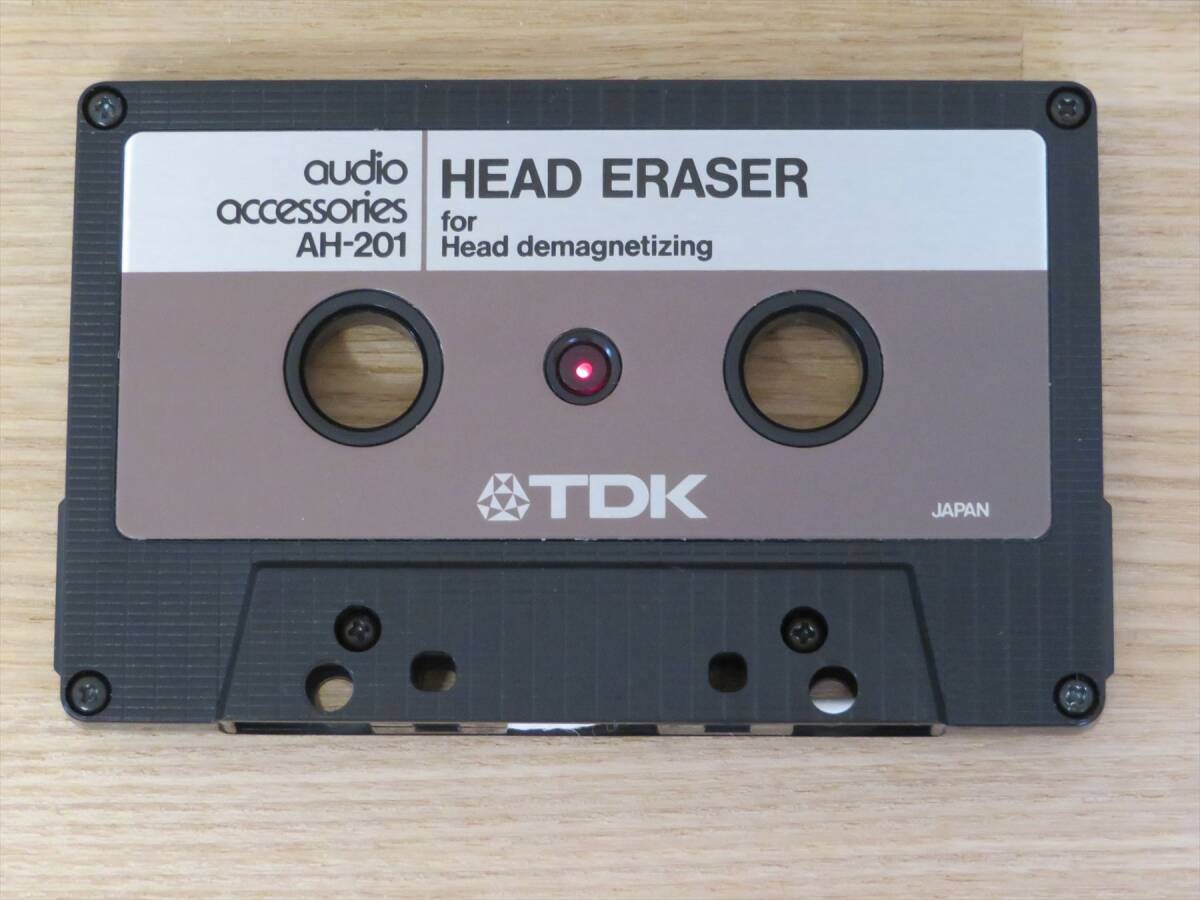 audio
accessories
AH-201
HEAD ERASER
for
Head demagnetizing
TDK
JAPAN